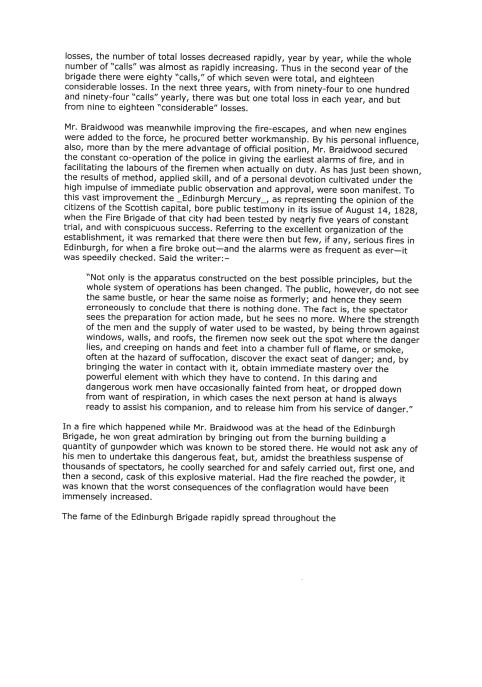 losses, the number of total losses decreased rapidly, year by year, while the whole
number of “calls” was almost as rapidly increasing. Thus in the second year of the
brigade there were eighty “calls,” of which seven were total, and eighteen
considerable losses. In the next three years, with from ninety-four to one hundred
and ninety-four “calls” yearly, there was but one total loss in each year, and but
from nine to eighteen “considerable” losses.

Mr. Braidwood was meanwhile improving the fire-escapes, and when new engines
were added to the force, he procured better workmanship. By his personal influence,
also, more than by the mere advantage of official position, Mr. Braidwood secured
the constant co-operation of the police in giving the earliest alarms of fire, and in
facilitating the labours of the firemen when actually on duty. As has just been shown,
the results of method, applied skill, and of a personal devotion cultivated under the
high impulse of immediate public observation and approval, were soon manifest. To
this vast improvement the _Edinburgh Mercury_, as representing the opinion of the
citizens of the Scottish capital, bore public testimony in its issue of August 14, 1828,
when the Fire Brigade of that city had been tested by nearly five years of constant
trial, and with conspicuous success. Referring to the excellent organization of the
establishment, it was remarked that there were then but few, if any, serious fires in
Edinburgh, for when a fire broke out—and the alarms were as frequent as ever—it
was speedily checked. Said the writer:–

“Not only is the apparatus constructed on the best possible principles, but the
whole system of operations has been changed. The public, however, do not see
the same bustle, or hear the same noise as formerly; and hence they seem
erroneously to conclude that there is nothing done. The fact is, the spectator
sees the preparation for action made, but he sees no more. Where the strength
of the men and the supply of water used to be wasted, by being thrown against
windows, walls, and roofs, the firemen now seek out the spot where the danger
lies, and creeping on hands and feet into a chamber full of flame, or smoke,
often at the hazard of suffocation, discover the exact seat of danger; and, by
bringing the water in contact with it, obtain immediate mastery over the
powerful element with which they have to contend. In this daring and
dangerous work men have occasionally fainted from heat, or dropped down
from want of respiration, in which cases the next person at hand is always
ready to assist his companion, and to release him from his service of danger.”

In a fire which happened while Mr. Braidwood was at the head of the Edinburgh
Brigade, he won great admiration by bringing out from the burning building a
quantity of gunpowder which was known to be stored there. He would not ask any of
his men to undertake this dangerous feat, but, amidst the breathless suspense of
thousands of spectators, he coolly searched for and safely carried out, first one, and
then a second, cask of this explosive material. Had the fire reached the powder, it
was known that the worst consequences of the conflagration would have been
immensely increased.

The fame of the Edinburgh Brigade rapidly spread throughout the